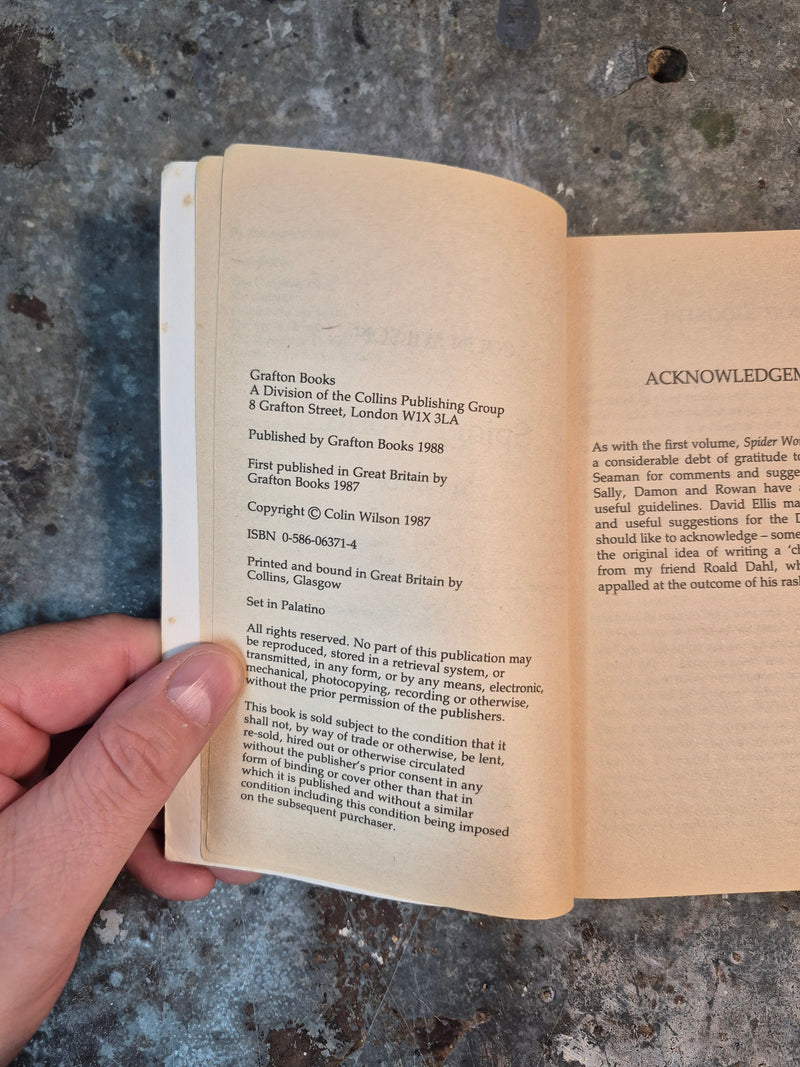 Grafton Books
A Division of the Collins Publishing Group
8 Grafton Street, London W1X 3LA
Published by Grafton Books 1988
First published in Great Britain by
Grafton Books 1987
Copyright © Colin Wilson 1987
ISBN 0-586-06371-4
Printed and bound in Great Britain by
Collins, Glasgow
Set in Palatino
All rights reserved. No part of this publication may
be reproduced, stored in a retrieval system, or
transmitted, in any form, or by any means, electronic,
mechanical, photocopying, recording or otherwise,
without the prior permission of the publishers.
This book is sold subject to the condition that it
shall not, by way of trade or otherwise, be lent,
re-sold, hired out or otherwise circulated
without the publisher's prior consent in any
form of binding or cover other than that in
which it is published and without a similar
condition including this condition being imposed
on the subsequent purchaser.
ACKNOWLEDGEM
As with the first volume, Spider Wor
a considerable debt of gratitude to
Seaman for comments and sugge
Sally, Damon and Rowan have a
useful guidelines. David Ellis ma
and useful suggestions for the D
should like to acknowledge – some
the original idea of writing a 'ch
from my friend Roald Dahl, wh
appalled at the outcome of his rash